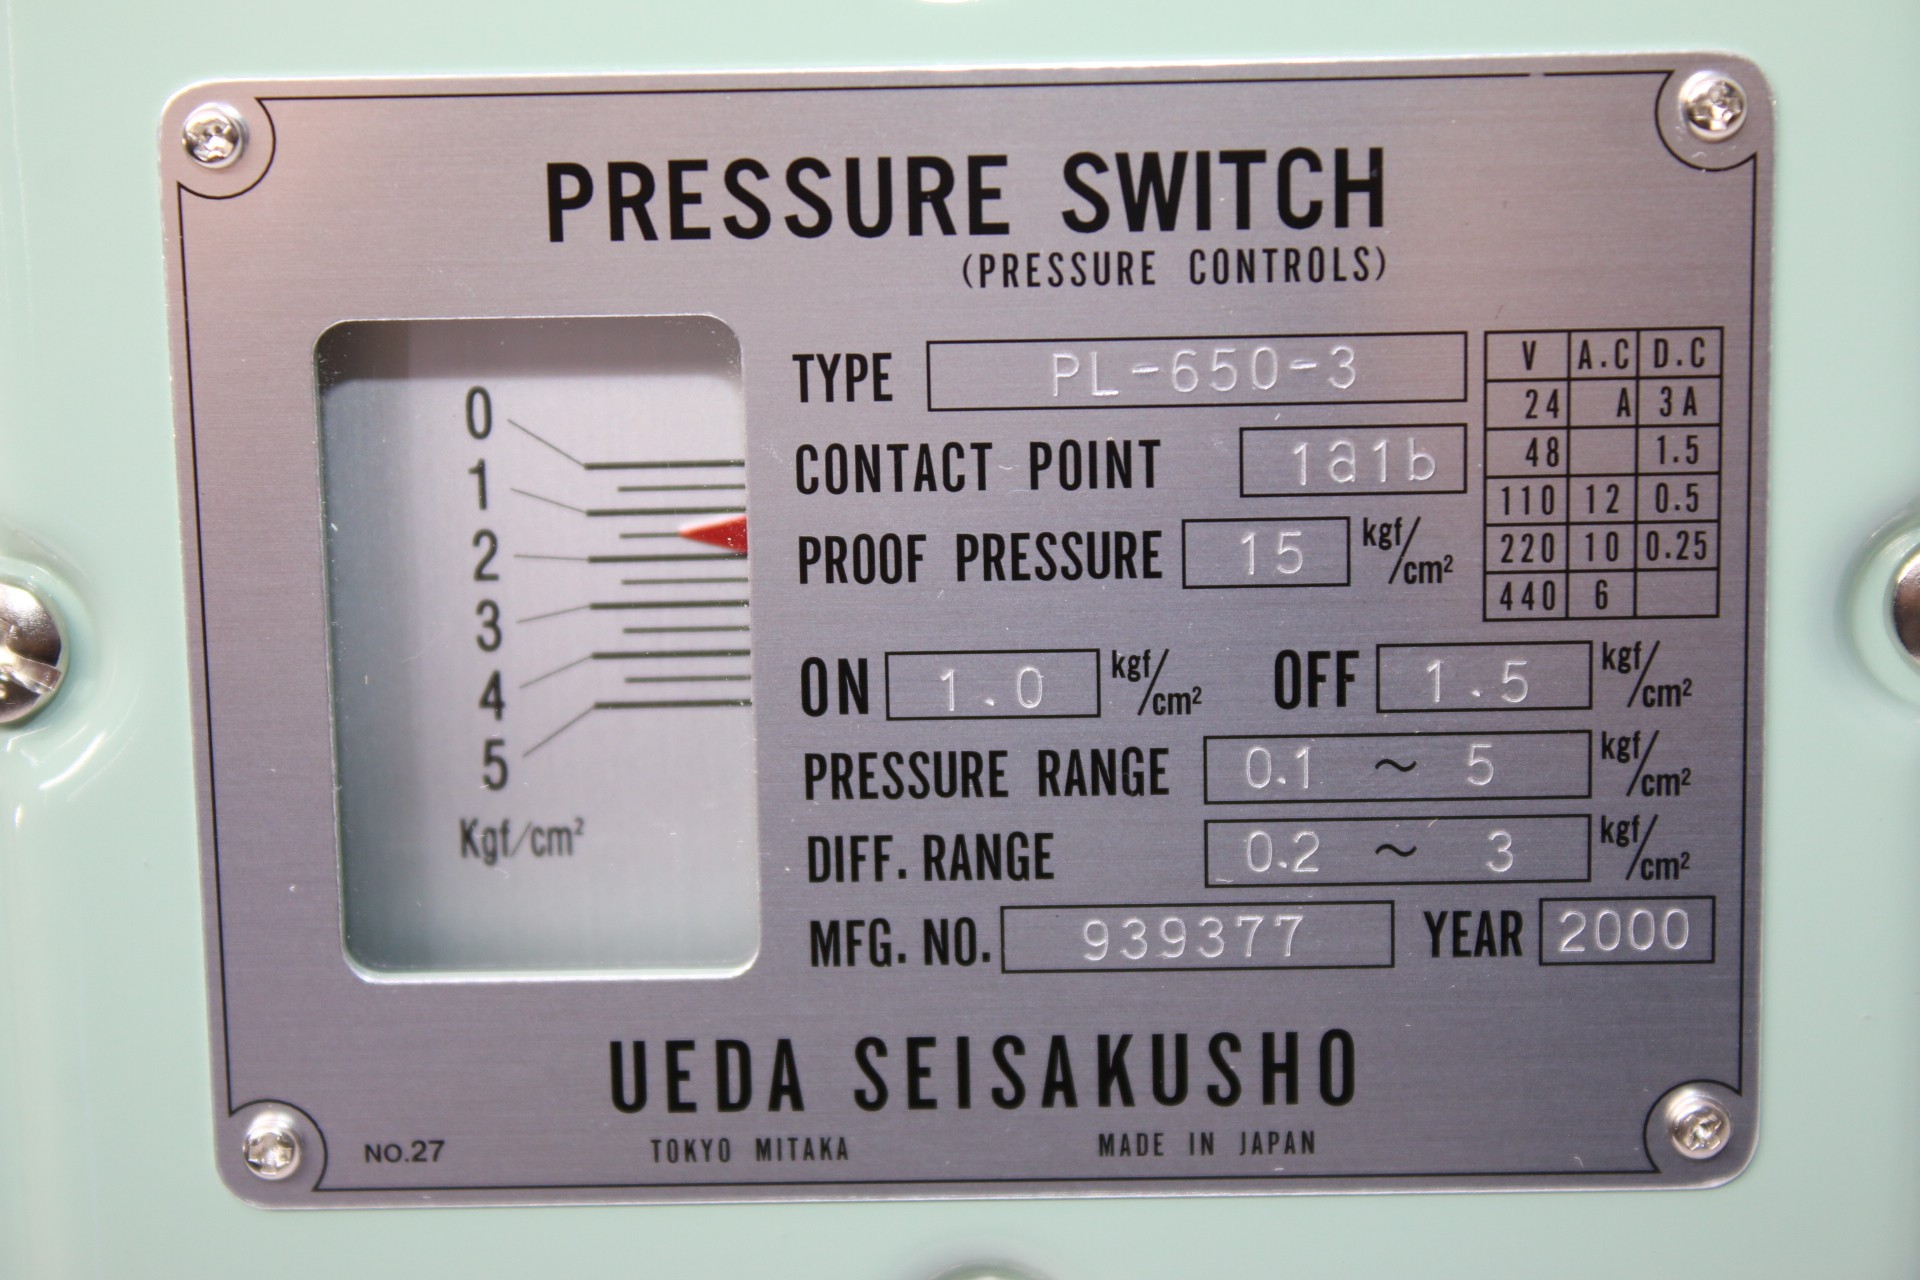 PRESSURE SWITCH
(PRESSURE CONTROLS)
0
1
2
3
4
5
Kgf/cm²
TYPE PL-650-3
CONTACT POINT 1a1b
PROOF PRESSURE 15 kgf/cm²
V A.C D.C
24 A 3A
48 1.5
110 12 0.5
220 10 0.25
440 6
ON 1.0 kgf/cm² OFF 1.5 kgf/cm²
PRESSURE RANGE 0.1 ~ 5 kgf/cm²
DIFF. RANGE 0.2 ~ 3 kgf/cm²
MFG. NO. 939377 YEAR 2000
UEDA SEISAKUSHO
NO.27 TOKYO MITAKA MADE IN JAPAN